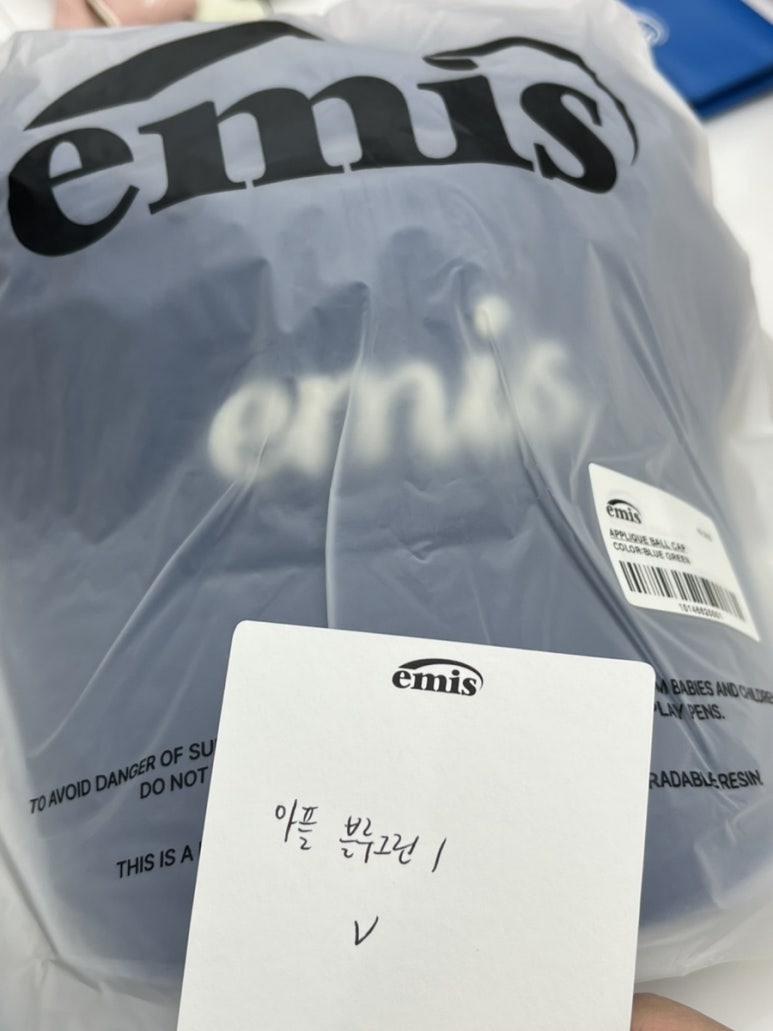 emis
emis
emis
APPLIQUE BALL CAP
COLOR:BLUE GREEN
emis
M BABIES AND CHILDRE
PLAY PENS.
TO AVOID DANGER OF SU
DO NOT
RADABLE RESIN.
THIS IS A
아플 블루그린 1
V